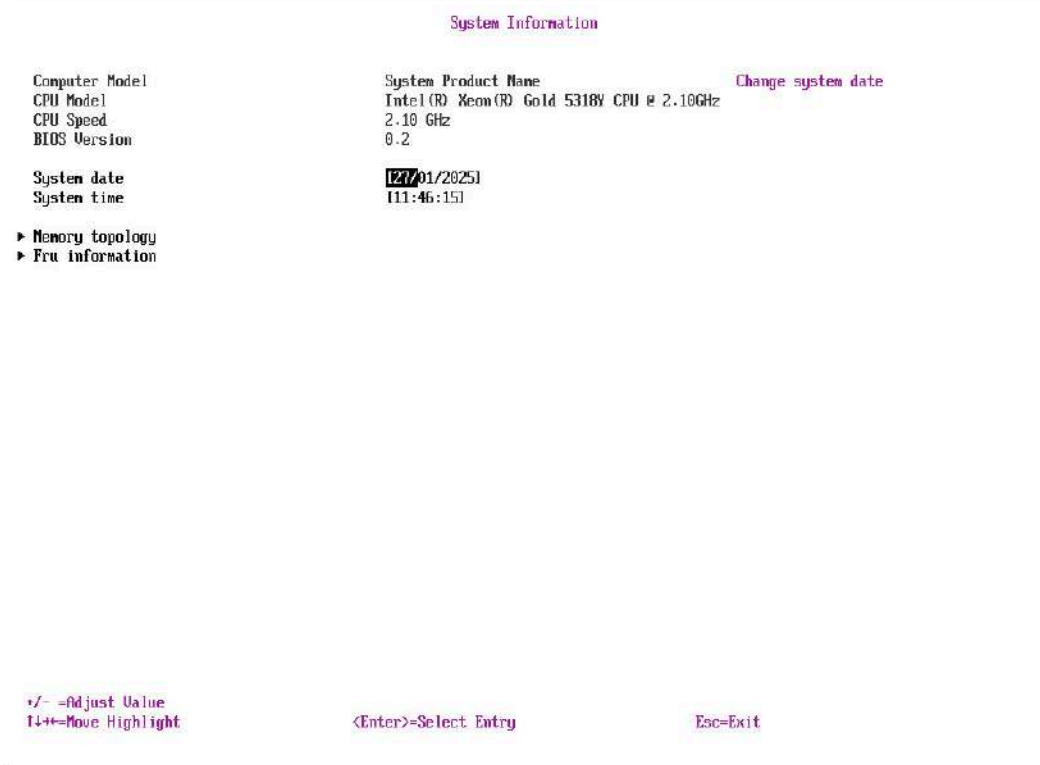 System Information
Computer Model System Product Name Change system date
CPU Model Intel(R) Xeon(R) Gold 5318Y CPU @ 2.10GHz
CPU Speed 2.10 GHz
BIOS Version 0.2
System date [27/01/2025]
System time [11:46:15]
▶ Memory topology
▶ Fru information
+/- =Adjust Value
↑↓→←=Move Highlight <Enter>=Select Entry Esc=Exit